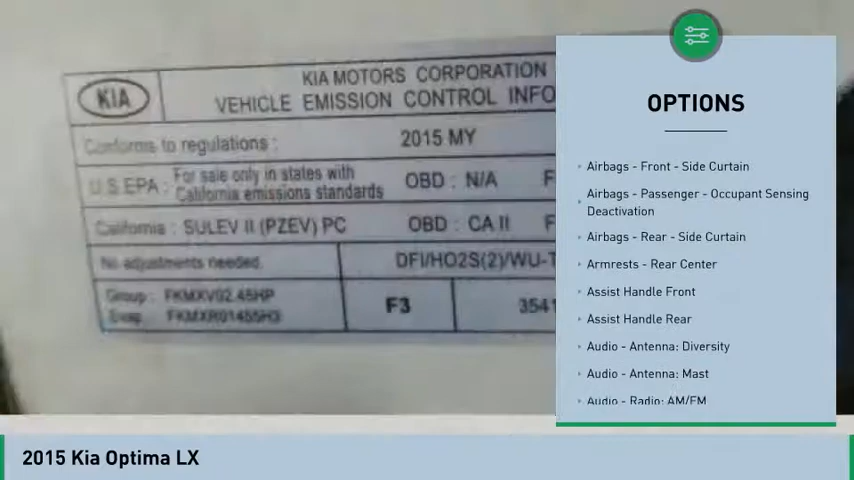 KIA
KIA MOTORS CORPORATION
VEHICLE EMISSION CONTROL INFO
Conforms to regulations :
2015 MY
U.S EPA : For sale only in states with
California emissions standards
OBD : N/A
F
California : SULEV II (PZEV) PC
OBD : CA II
F
No adjustments needed.
DFI/HO2S(2)/WU-T
Group : FKMXV02.45HP
Evap :
F3
3541
OPTIONS
Airbags - Front - Side Curtain
Airbags - Passenger - Occupant Sensing
Deactivation
Airbags - Rear - Side Curtain
Armrests - Rear Center
Assist Handle Front
Assist Handle Rear
Audio - Antenna: Diversity
Audio - Antenna: Mast
Audio - Radio: AM/FM
2015 Kia Optima LX